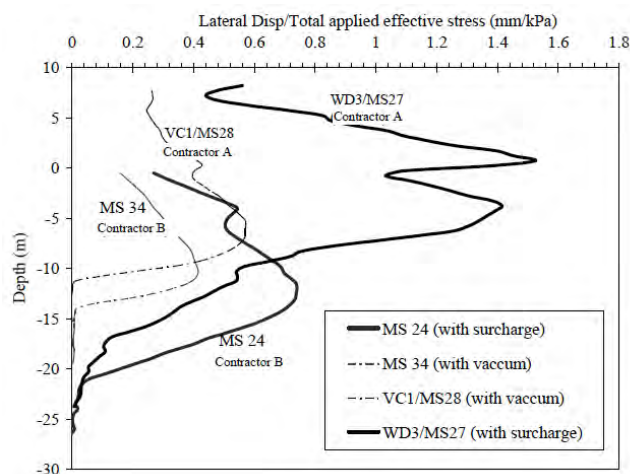 Lateral Disp/Total applied effective stress (mm/kPa)
0 0.2 0.4 0.6 0.8 1 1.2 1.4 1.6 1.8
10
5
0
-5
-10
-15
-20
-25
-30
Depth (m)
WD3/MS27
Contractor A
VC1/MS28
Contractor A
MS 34
Contractor B
MS 24
Contractor B
MS 24 (with surcharge)
MS 34 (with vaccum)
VC1/MS28 (with vaccum)
WD3/MS27 (with surcharge)